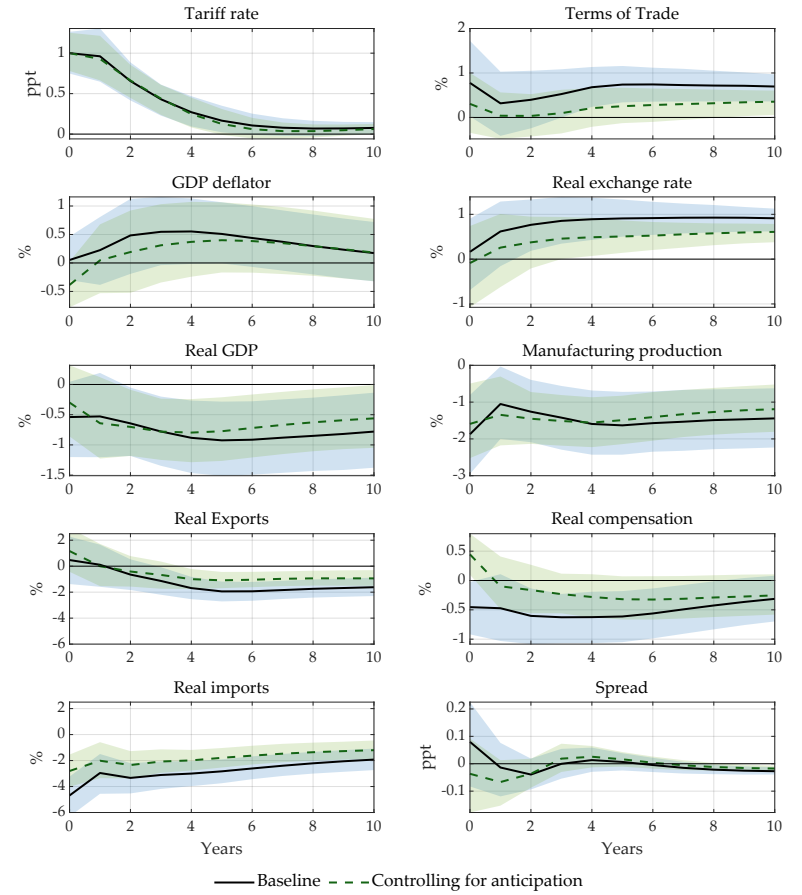 Tariff rate
ppt
1
0.5
0
0 2 4 6 8 10
Terms of Trade
%
2
1
0
0 2 4 6 8 10
GDP deflator
%
1
0.5
0
-0.5
0 2 4 6 8 10
Real exchange rate
%
1
0
-1
0 2 4 6 8 10
Real GDP
%
0
-0.5
-1
-1.5
0 2 4 6 8 10
Manufacturing production
%
0
-1
-2
-3
0 2 4 6 8 10
Real Exports
%
2
0
-2
-4
-6
0 2 4 6 8 10
Real compensation
%
0.5
0
-0.5
-1
0 2 4 6 8 10
Real imports
%
2
0
-2
-4
-6
0 2 4 6 8 10
Years
Spread
ppt
0.2
0.1
0
-0.1
0 2 4 6 8 10
Years
Baseline Controlling for anticipation